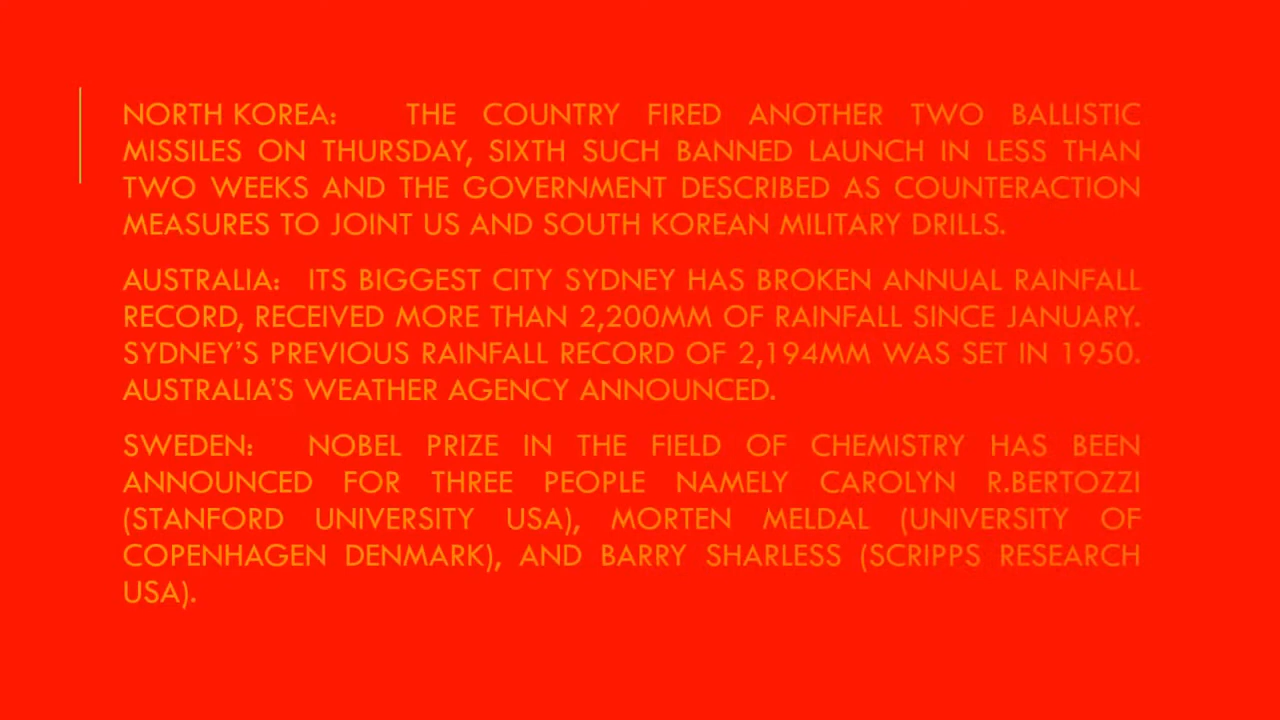 NORTH KOREA: THE COUNTRY FIRED ANOTHER TWO BALLISTIC
MISSILES ON THURSDAY, SIXTH SUCH BANNED LAUNCH IN LESS THAN
TWO WEEKS AND THE GOVERNMENT DESCRIBED AS COUNTERACTION
MEASURES TO JOINT US AND SOUTH KOREAN MILITARY DRILLS.
AUSTRALIA: ITS BIGGEST CITY SYDNEY HAS BROKEN ANNUAL RAINFALL
RECORD, RECEIVED MORE THAN 2,200MM OF RAINFALL SINCE JANUARY.
SYDNEY'S PREVIOUS RAINFALL RECORD OF 2,194MM WAS SET IN 1950.
AUSTRALIA'S WEATHER AGENCY ANNOUNCED.
SWEDEN: NOBEL PRIZE IN THE FIELD OF CHEMISTRY HAS BEEN
ANNOUNCED FOR THREE PEOPLE NAMELY CAROLYN R.BERTOZZI
(STANFORD UNIVERSITY USA), MORTEN MELDAL (UNIVERSITY OF
COPENHAGEN DENMARK), AND BARRY SHARLESS (SCRIPPS RESEARCH
USA).